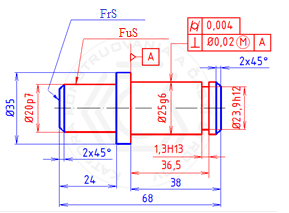 FrS
FuS
0,004
A
Ø0,02 M A
2x45°
Ø35
Ø20p7
Ø25g6
Ø23,9h12
1,3H13
2x45°
36,5
24
38
68